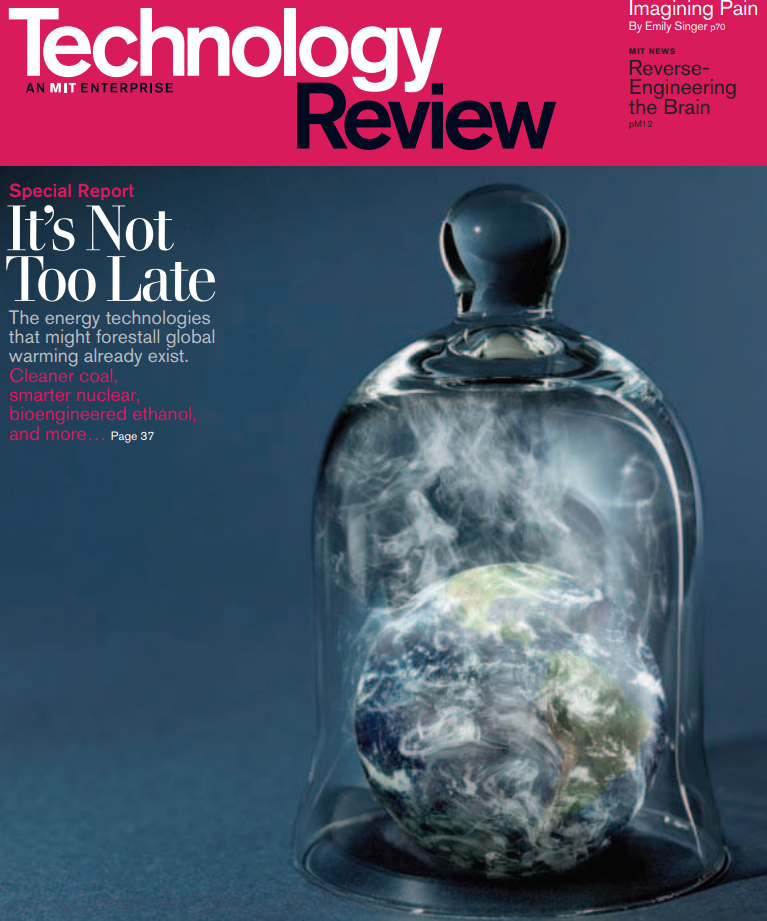 Technology
AN MIT ENTERPRISE
Review
Imagining Pain
By Emily Singer p70
MIT NEWS
Reverse-
Engineering
the Brain
pM12
Special Report
It's Not
Too Late
The energy technologies
that might forestall global
warming already exist.
Cleaner coal,
smarter nuclear,
bioengineered ethanol,
and more... Page 37